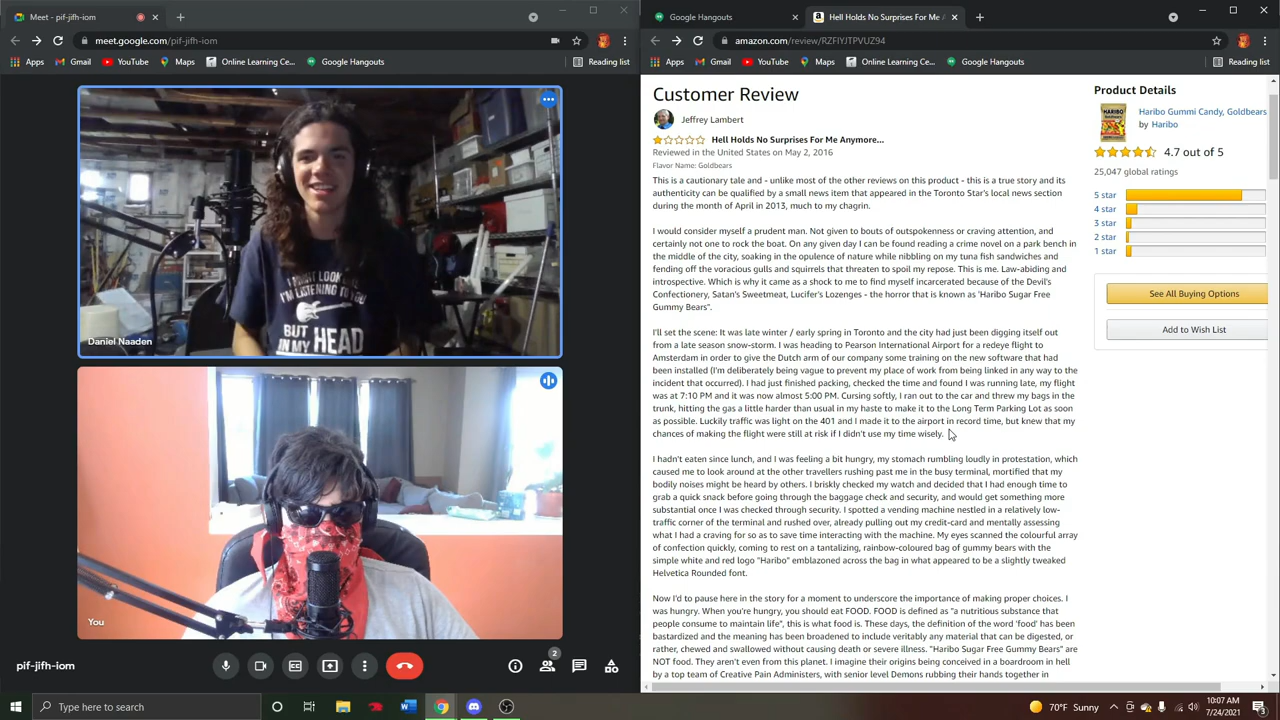 Meet - pif-jifh-iom
meet.google.com/pif-jifh-iom
Apps
Gmail
YouTube
Maps
Online Learning Ce...
Google Hangouts
Reading list
I MAY LOOK LIKE
I'M LISTENING TO YOU
BUT
IN MY HEAD
Daniel Naaden
You
pif-jifh-iom
2
Google Hangouts
Hell Holds No Surprises For Me A
amazon.com/review/RZFIYJTPVUZ94
Apps
Gmail
YouTube
Maps
Online Learning Ce...
Google Hangouts
Reading list
Customer Review
Jeffrey Lambert
Hell Holds No Surprises For Me Anymore...
Reviewed in the United States on May 2, 2016
Flavor Name: Goldbears
This is a cautionary tale and - unlike most of the other reviews on this product - this is a true story and its
authenticity can be qualified by a small news item that appeared in the Toronto Star's local news section
during the month of April in 2013, much to my chagrin.
I would consider myself a prudent man. Not given to bouts of outspokenness or craving attention, and
certainly not one to rock the boat. On any given day I can be found reading a crime novel on a park bench in
the middle of the city, soaking in the opulence of nature while nibbling on my tuna fish sandwiches and
fending off the voracious gulls and squirrels that threaten to spoil my repose. This is me. Law-abiding and
introspective. Which is why it came as a shock to me to find myself incarcerated because of the Devil's
Confectionery, Satan's Sweetmeat, Lucifer's Lozenges - the horror that is known as 'Haribo Sugar Free
Gummy Bears".
I'll set the scene: It was late winter / early spring in Toronto and the city had just been digging itself out
from a late season snow-storm. I was heading to Pearson International Airport for a redeye flight to
Amsterdam in order to give the Dutch arm of our company some training on the new software that had
been installed (I'm deliberately being vague to prevent my place of work from being linked in any way to the
incident that occurred). I had just finished packing, checked the time and found I was running late, my flight
was at 7:10 PM and it was now almost 5:00 PM. Cursing softly, I ran out to the car and threw my bags in the
trunk, hitting the gas a little harder than usual in my haste to make it to the Long Term Parking Lot as soon
as possible. Luckily traffic was light on the 401 and I made it to the airport in record time, but knew that my
chances of making the flight were still at risk if I didn't use my time wisely.
I hadn't eaten since lunch, and I was feeling a bit hungry, my stomach rumbling loudly in protestation, which
caused me to look around at the other travellers rushing past me in the busy terminal, mortified that my
bodily noises might be heard by others. I briskly checked my watch and decided that I had enough time to
grab a quick snack before going through the baggage check and security, and would get something more
substantial once I was checked through security. I spotted a vending machine nestled in a relatively low-
traffic corner of the terminal and rushed over, already pulling out my credit-card and mentally assessing
what I had a craving for so as to save time interacting with the machine. My eyes scanned the colourful array
of confection quickly, coming to rest on a tantalizing, rainbow-coloured bag of gummy bears with the
simple white and red logo "Haribo" emblazoned across the bag in what appeared to be a slightly tweaked
Helvetica Rounded font.
Now I'd to pause here in the story for a moment to underscore the importance of making proper choices. I
was hungry. When you're hungry, you should eat FOOD. FOOD is defined as "a nutritious substance that
people consume to maintain life", this is what food is. These days, the definition of the word 'food' has been
bastardized and the meaning has been broadened to include veritably any material that can be digested, or
rather, chewed and swallowed without causing death or severe illness. "Haribo Sugar Free Gummy Bears" are
NOT food. They aren't even from this planet. I imagine their origins being conceived in a boardroom in hell
by a top team of Creative Pain Administers, with senior level Demons rubbing their hands together in
Product Details
HARIBO
Haribo Gummi Candy, Goldbears
by Haribo
4.7 out of 5
25,047 global ratings
5 star
4 star
3 star
2 star
1 star
See All Buying Options
Add to Wish List
Type here to search
70°F Sunny
10:07 AM
7/24/2021
3